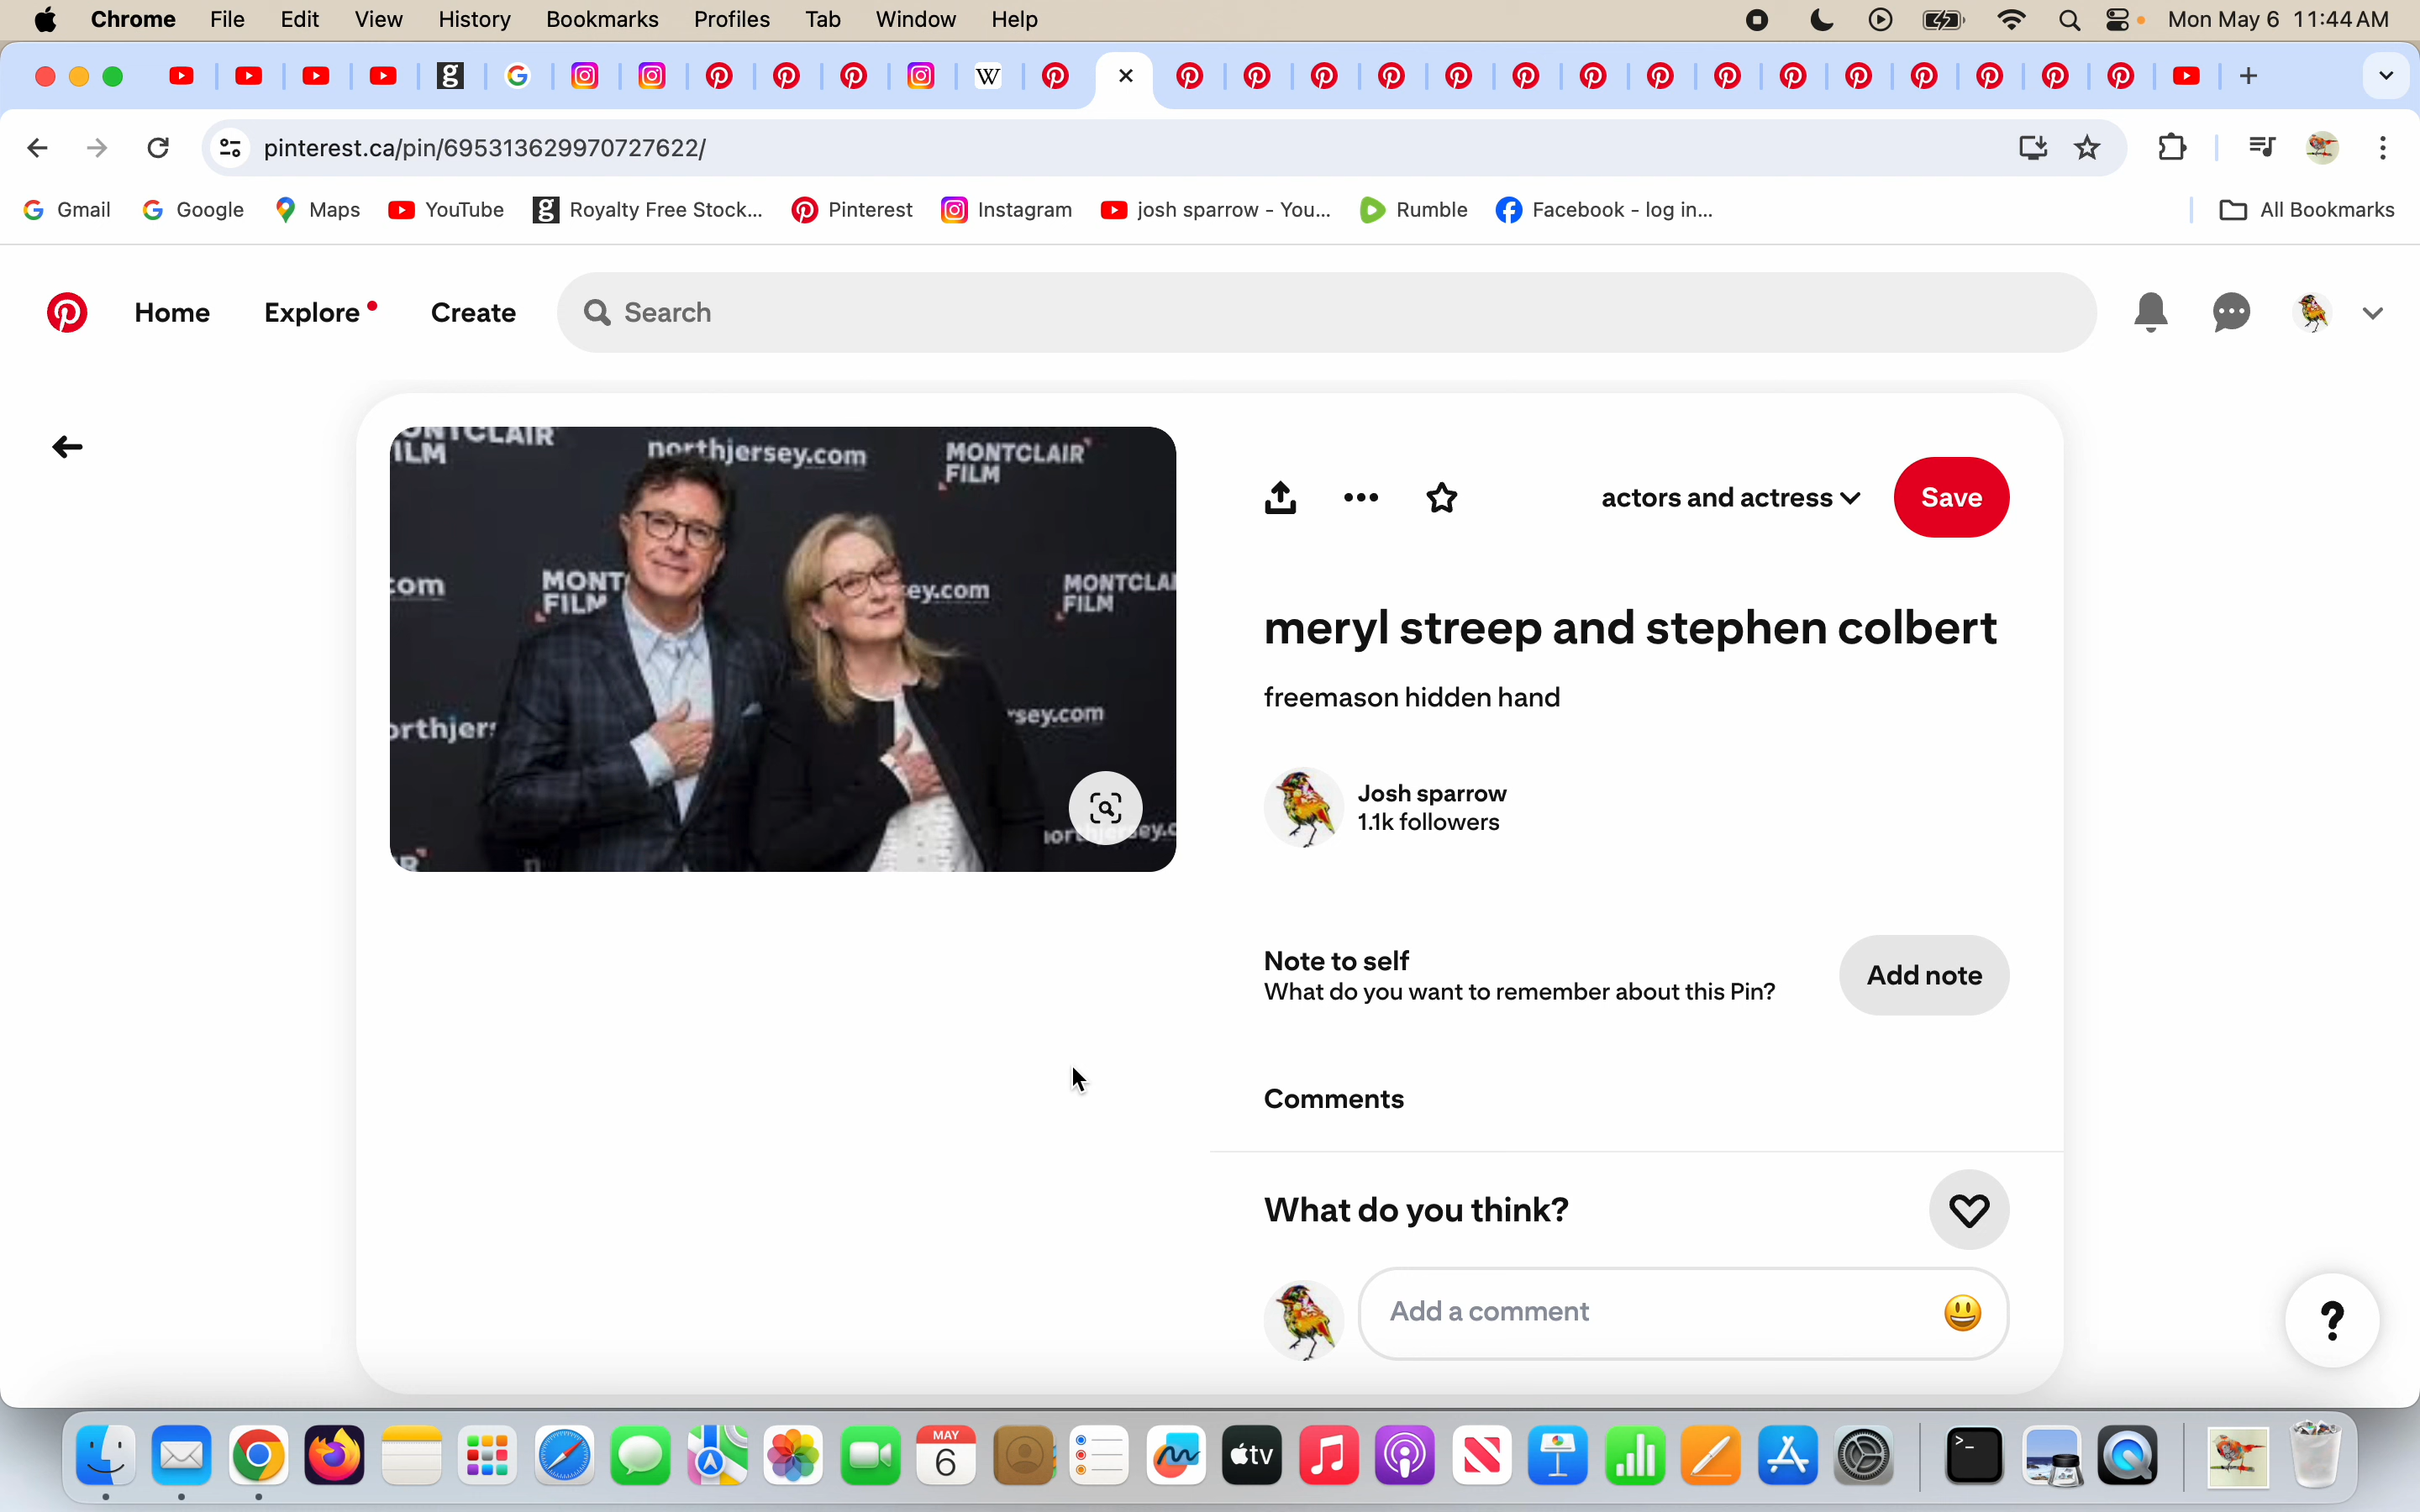 Chrome File Edit View History Bookmarks Profiles Tab Window Help Mon May 6 11:44 AM
pinterest.ca/pin/695313629970727622/
Gmail Google Maps YouTube Royalty Free Stock... Pinterest Instagram josh sparrow - You... Rumble Facebook - log in... All Bookmarks
Home Explore Create Search
northjersey.com MONTCLAIR
FILM
actors and actress Save
meryl streep and stephen colbert
freemason hidden hand
Josh sparrow
1.1k followers
Note to self
What do you want to remember about this Pin?
Add note
Comments
What do you think?
Add a comment
MAY
6
tv